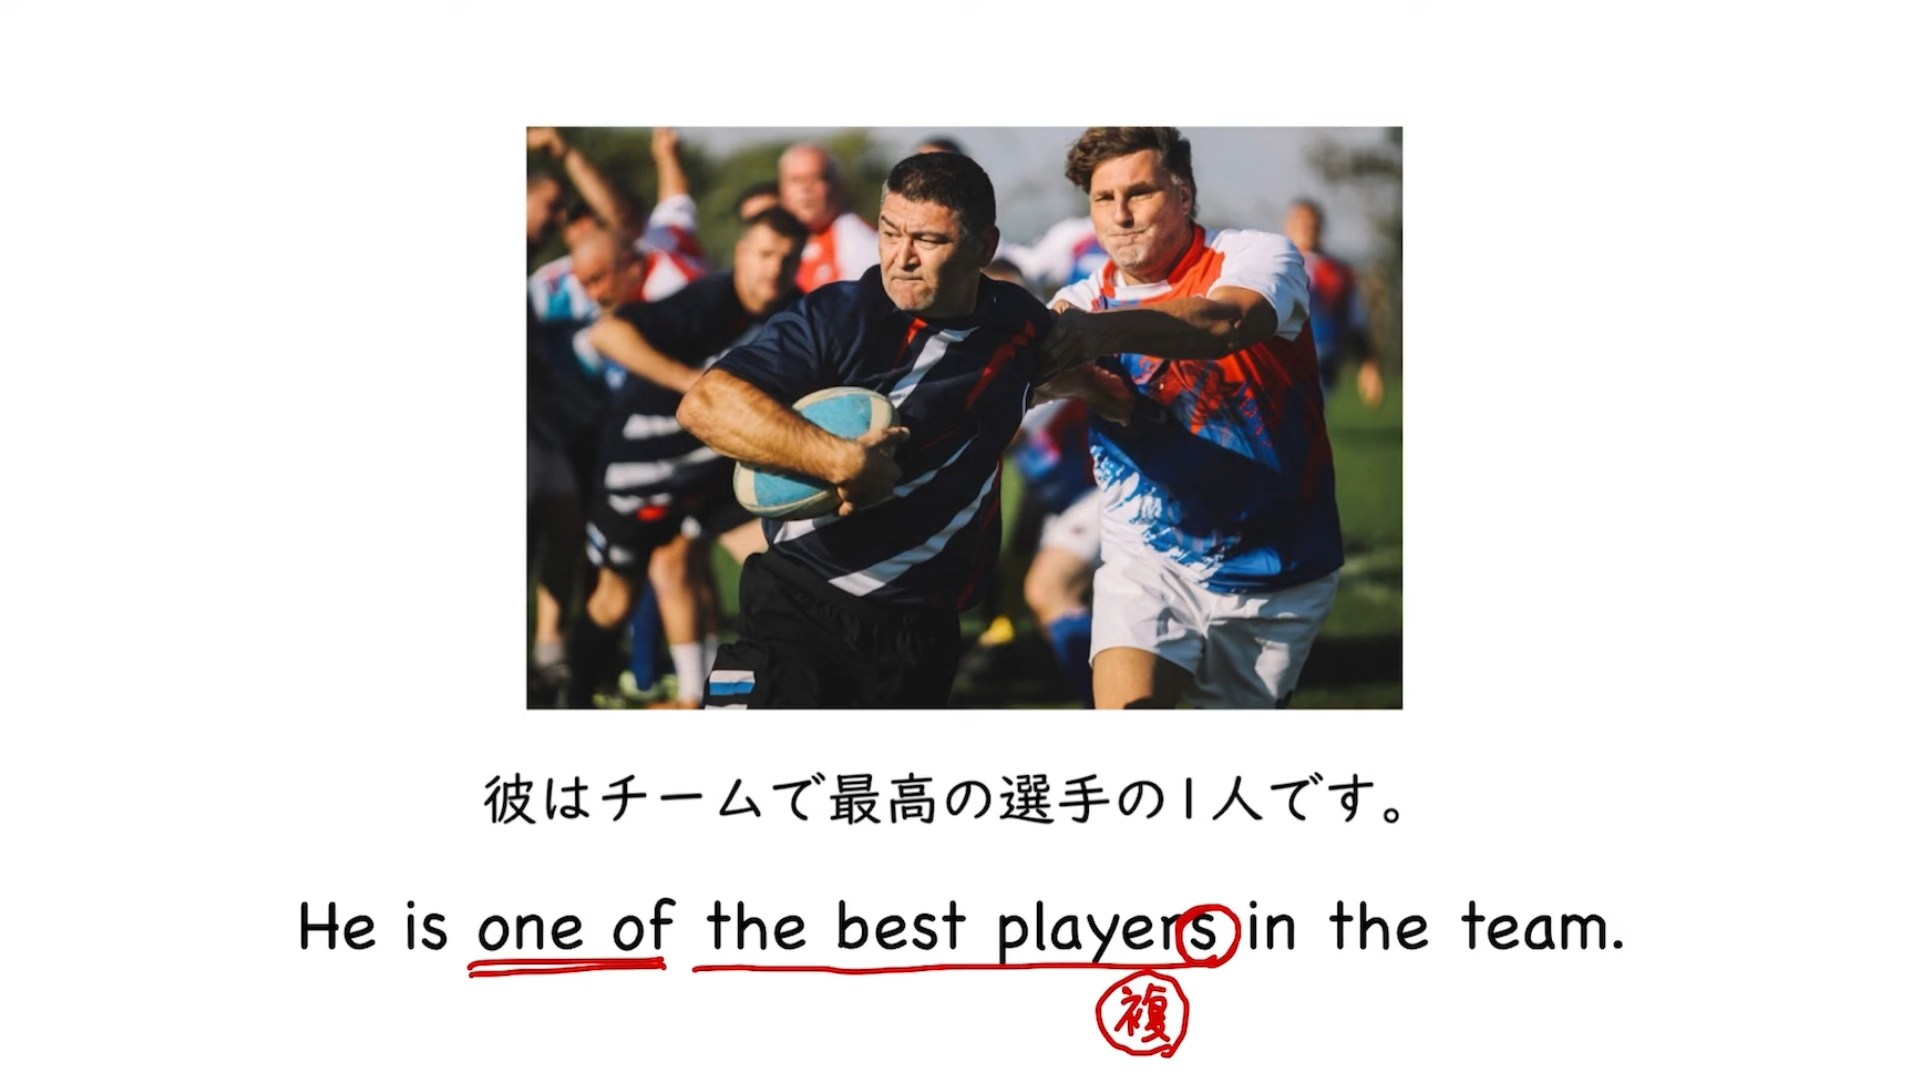 彼はチームで最高の選手の1人です。
He is one of the best players in the team.
複